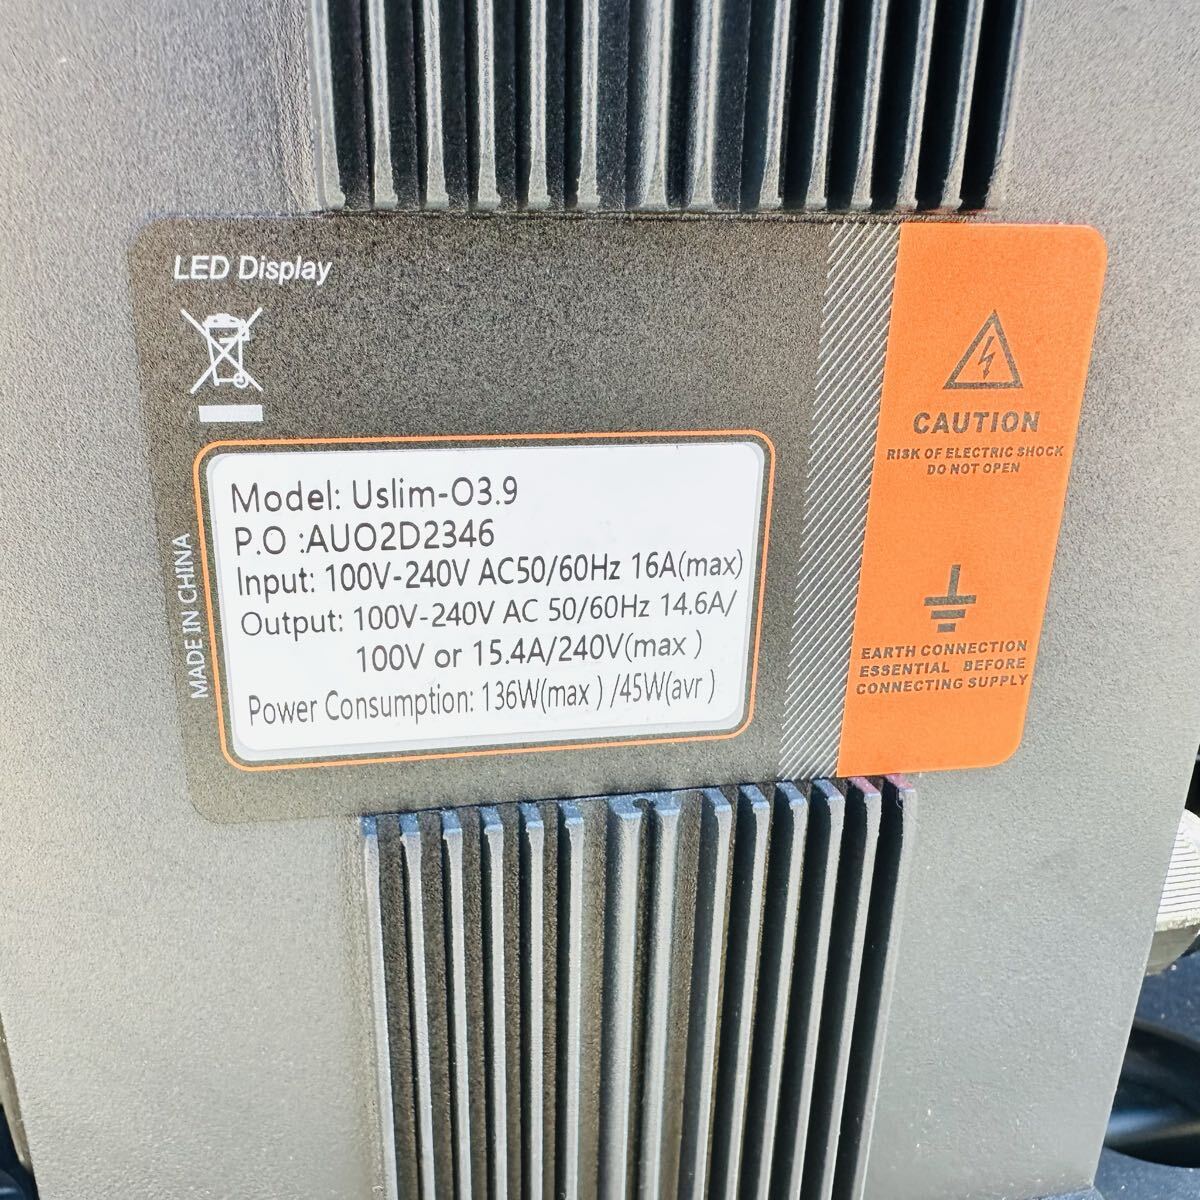 LED Display
MADE IN CHINA
Model: Uslim-O3.9
P.O :AUO2D2346
Input: 100V-240V AC50/60Hz 16A(max)
Output: 100V-240V AC 50/60Hz 14.6A/
100V or 15.4A/240V(max )
Power Consumption: 136W(max ) /45W(avr )
CAUTION
RISK OF ELECTRIC SHOCK
DO NOT OPEN
EARTH CONNECTION
ESSENTIAL BEFORE
CONNECTING SUPPLY